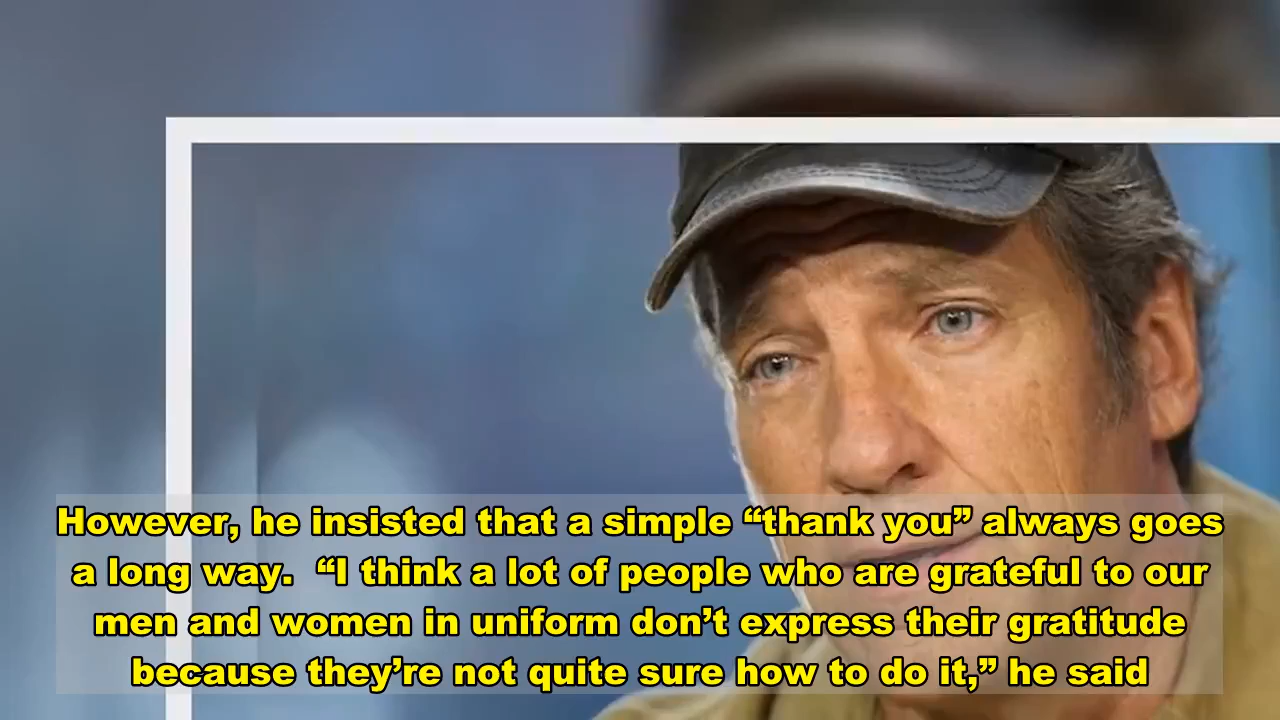 However, he insisted that a simple “thank you” always goes
a long way.  “I think a lot of people who are grateful to our
men and women in uniform don’t express their gratitude
because they’re not quite sure how to do it,” he said